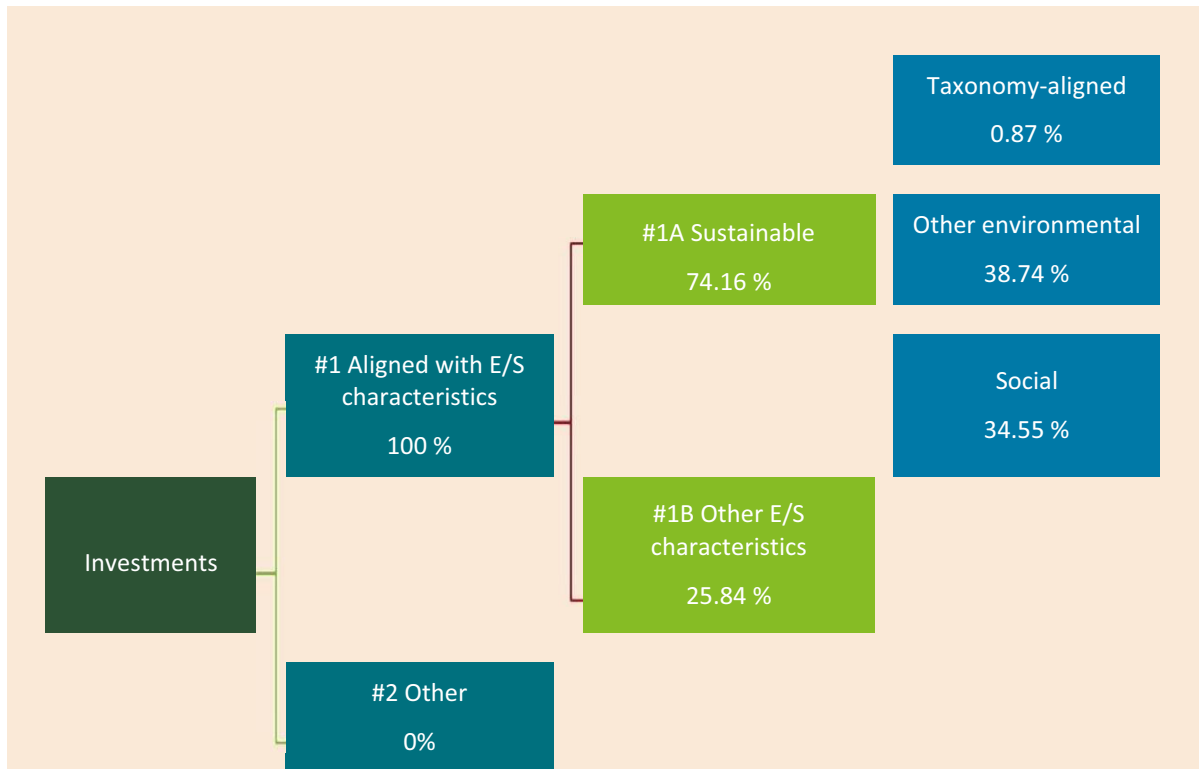 Taxonomy-aligned
0.87 %
#1A Sustainable
74.16 %
Other environmental
38.74 %
#1 Aligned with E/S
characteristics
100 %
Social
34.55 %
Investments
#1B Other E/S
characteristics
25.84 %
#2 Other
0%